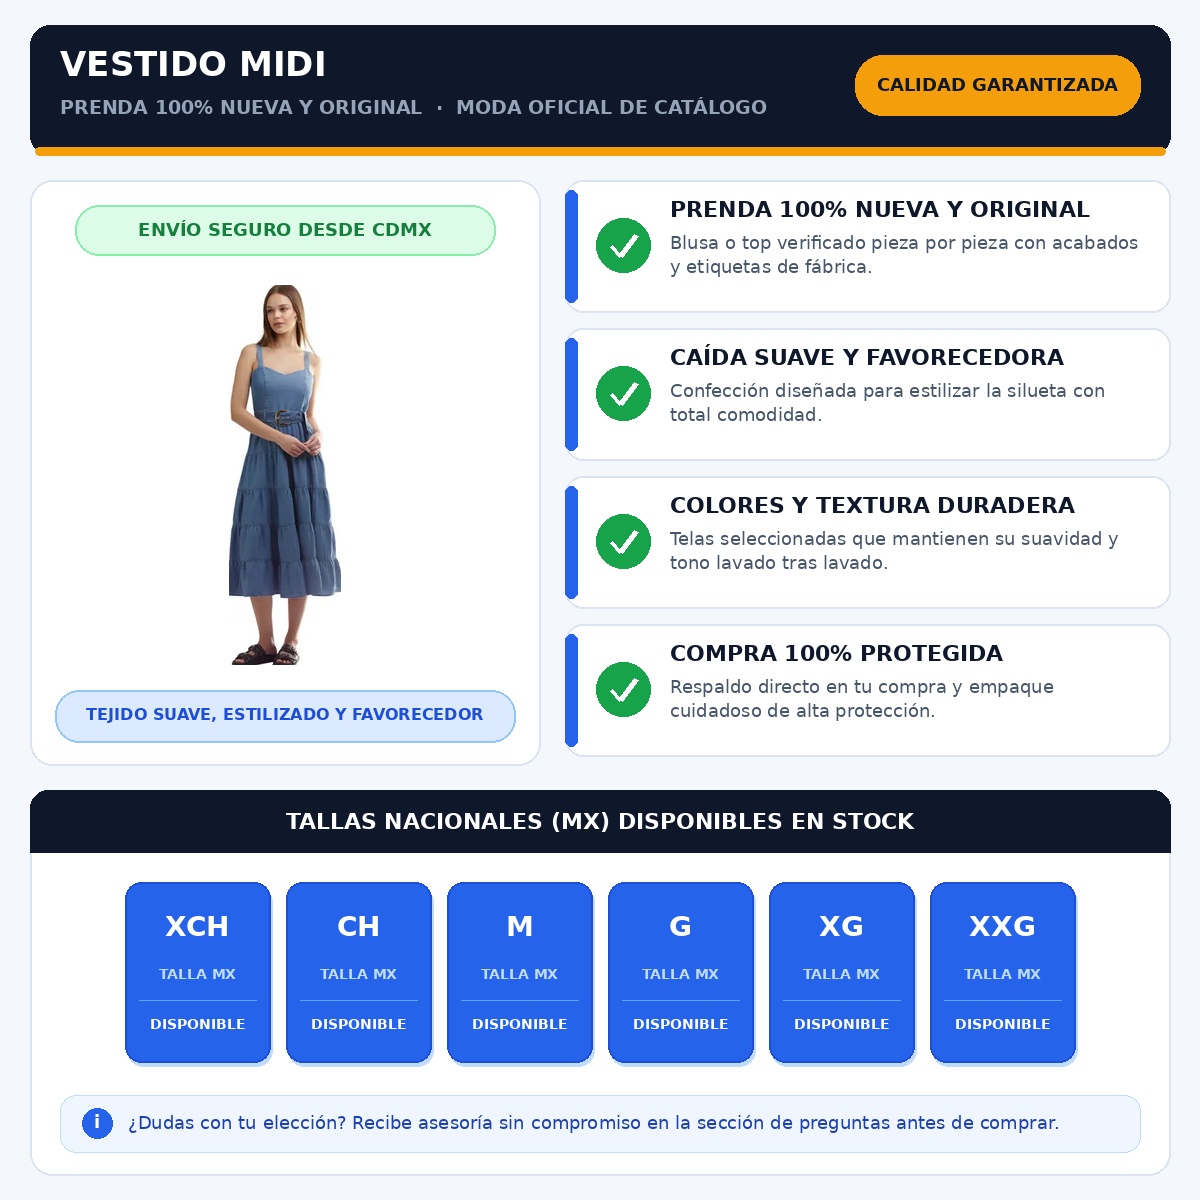 VESTIDO MIDI
PRENDA 100% NUEVA Y ORIGINAL · MODA OFICIAL DE CATÁLOGO
CALIDAD GARANTIZADA
ENVÍO SEGURO DESDE CDMX
TEJIDO SUAVE, ESTILIZADO Y FAVORECEDOR
PRENDA 100% NUEVA Y ORIGINAL
Blusa o top verificado pieza por pieza con acabados
y etiquetas de fábrica.
CAÍDA SUAVE Y FAVORECEDORA
Confección diseñada para estilizar la silueta con
total comodidad.
COLORES Y TEXTURA DURADERA
Telas seleccionadas que mantienen su suavidad y
tono lavado tras lavado.
COMPRA 100% PROTEGIDA
Respaldo directo en tu compra y empaque
cuidadoso de alta protección.
TALLAS NACIONALES (MX) DISPONIBLES EN STOCK
XCH
TALLA MX
DISPONIBLE
CH
TALLA MX
DISPONIBLE
M
TALLA MX
DISPONIBLE
G
TALLA MX
DISPONIBLE
XG
TALLA MX
DISPONIBLE
XXG
TALLA MX
DISPONIBLE
i ¿Dudas con tu elección? Recibe asesoría sin compromiso en la sección de preguntas antes de comprar.